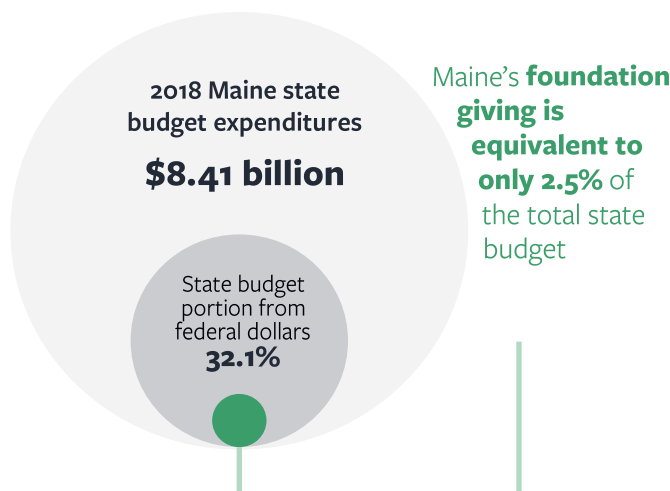 2018 Maine state
budget expenditures
$8.41 billion
State budget
portion from
federal dollars
32.1%
Maine’s foundation
giving is
equivalent to
only 2.5% of
the total state
budget